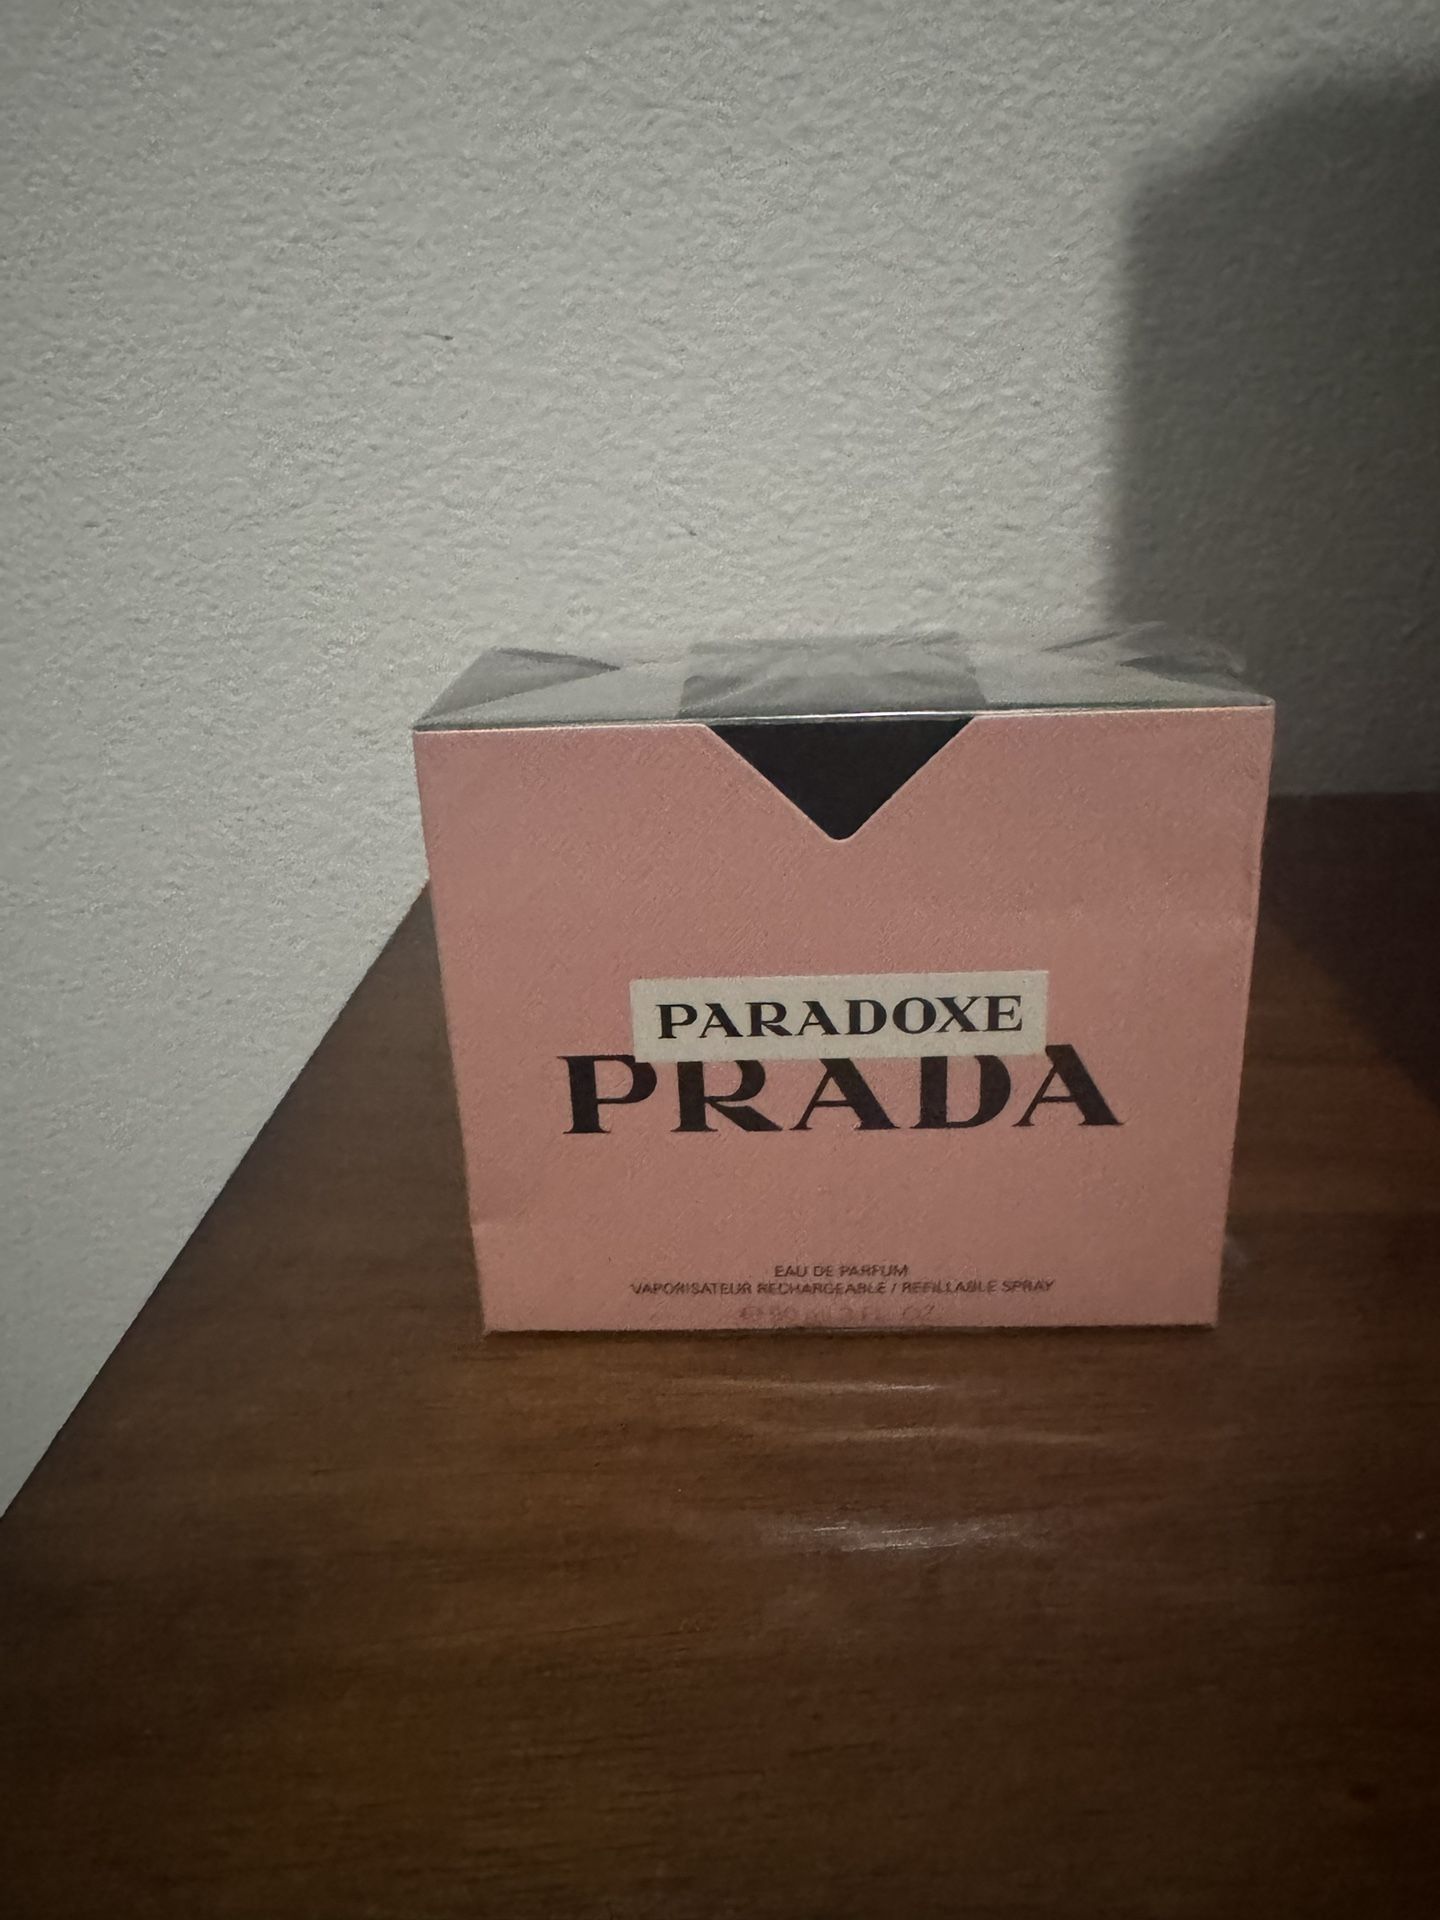 PARADOXE
PRADA
EAU DE PARFUM
VAPORISATEUR RECHARGEABLE / REFILLABLE SPRAY